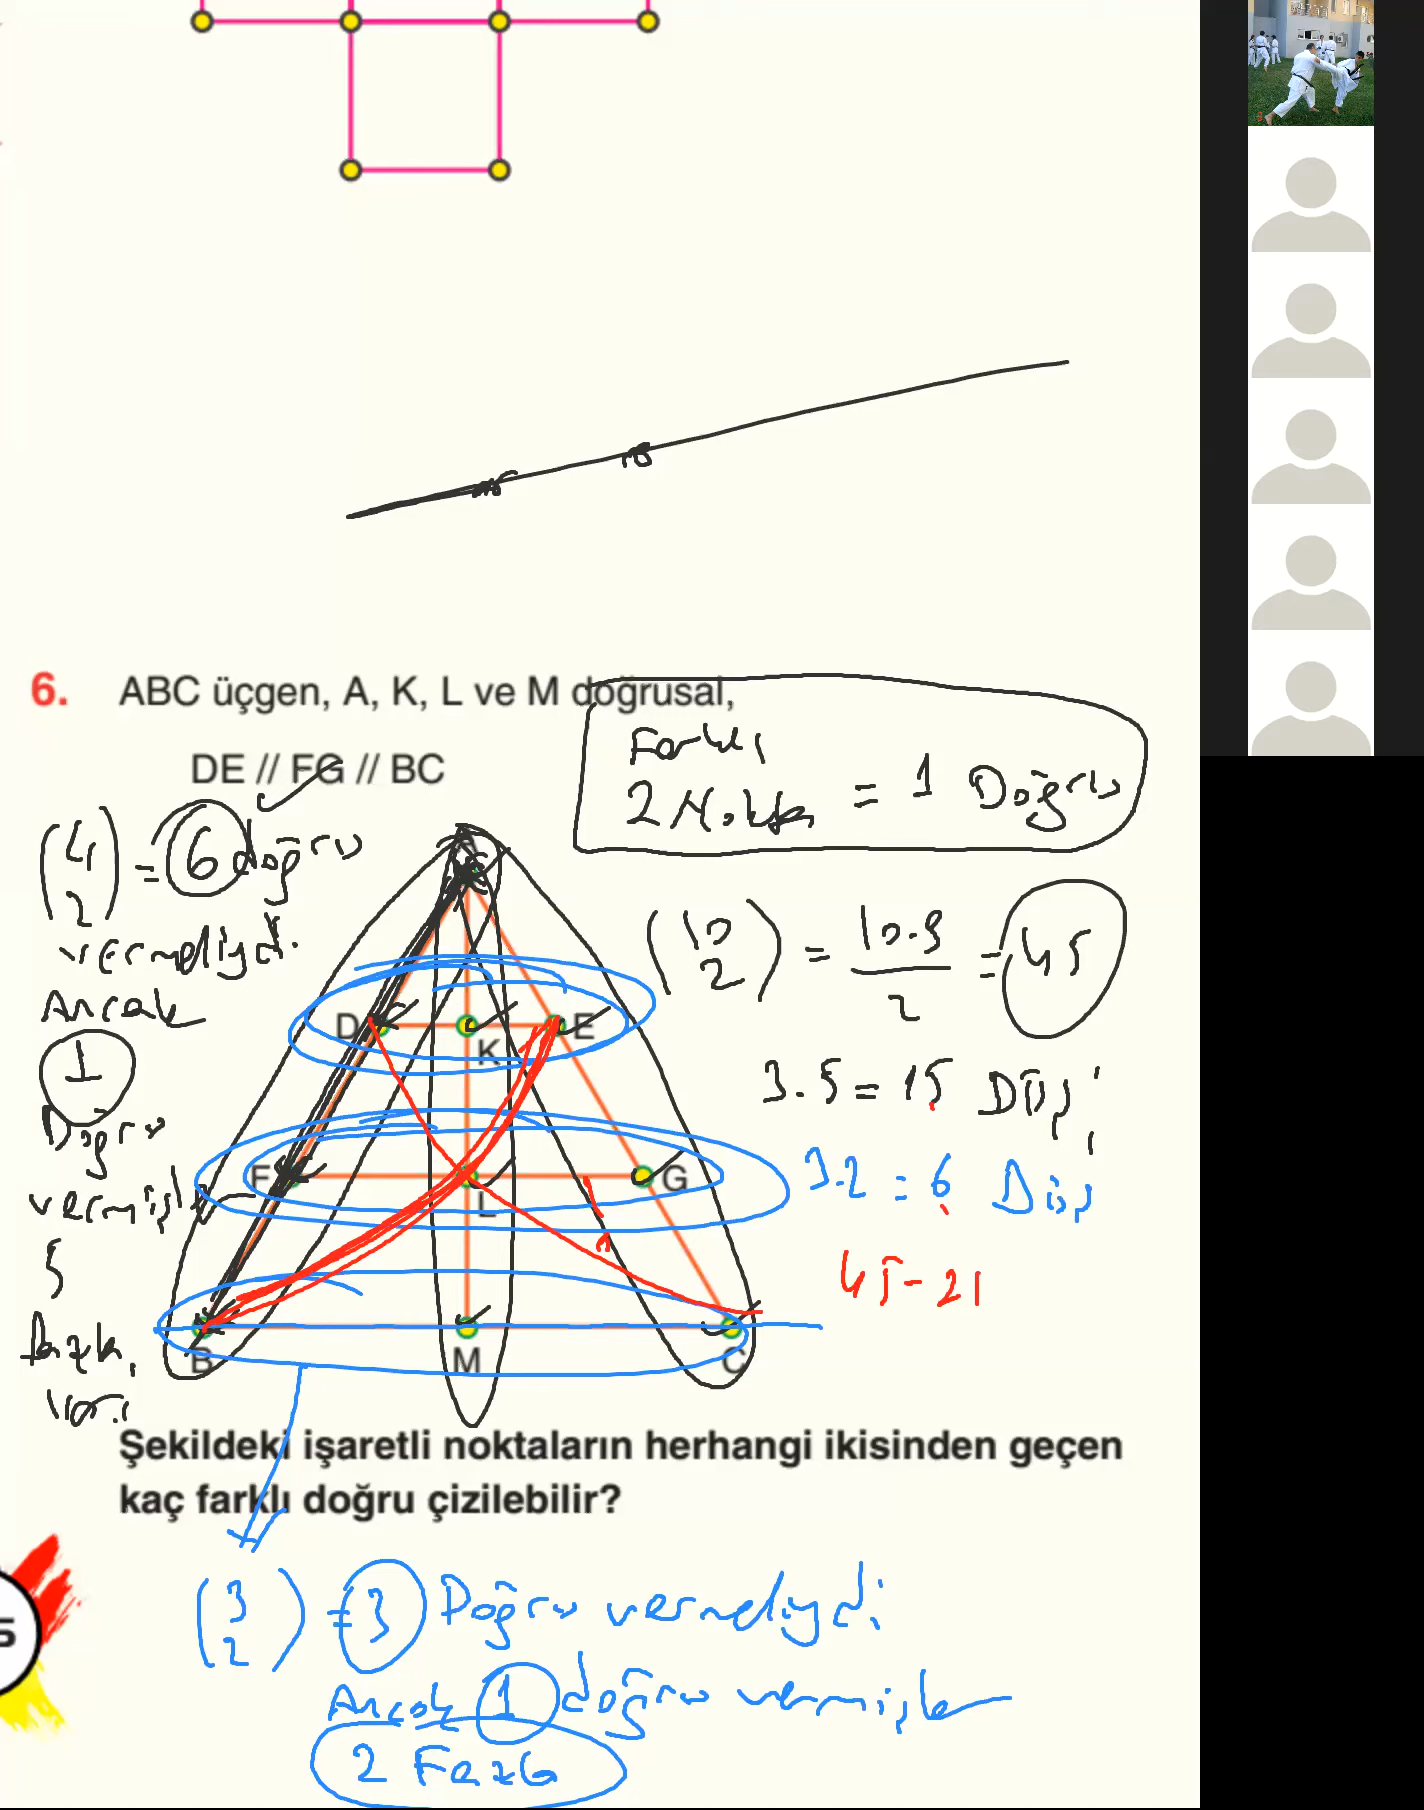 6. ABC üçgen, A, K, L ve M doğrusal,
DE // FG // BC
Farklı
2 Nokta = 1 Doğru
(4 2) = 6 doğru
vermeliydi.
Ancak
1
Doğru
vermişler
5
fazla
var.
(10 2) = 10.9 / 2 = 45
3.5 = 15 Düş
3.2 = 6 Düş
45-21
A
D
K
E
F
L
G
B
M
C
Şekildeki işaretli noktaların herhangi ikisinden geçen
kaç farklı doğru çizilebilir?
5
(3 2) = 3 Doğru vermeliydi
Ancak 1 doğru vermişler
2 Fazla